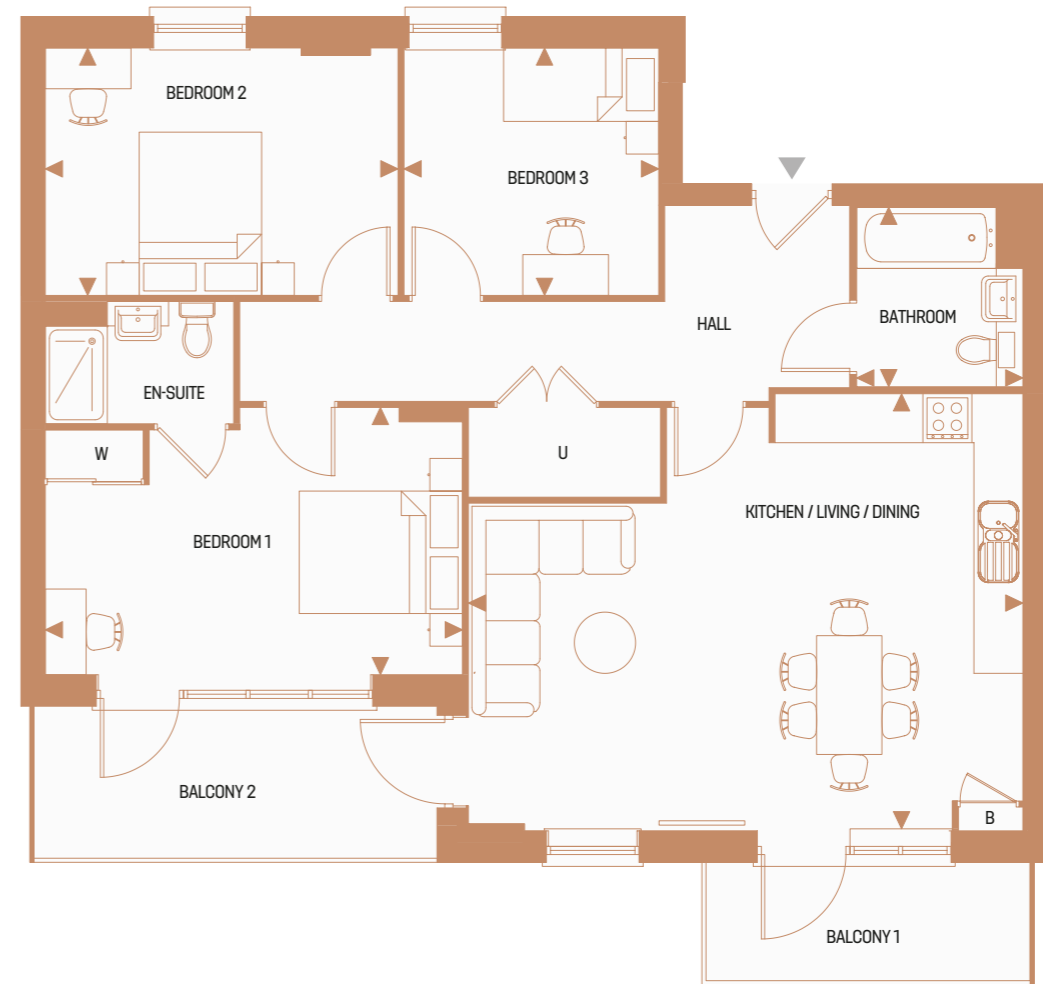 BEDROOM 2
BEDROOM 3
HALL
BATHROOM
EN-SUITE
W
U
BEDROOM 1
KITCHEN / LIVING / DINING
BALCONY 2
B
BALCONY 1